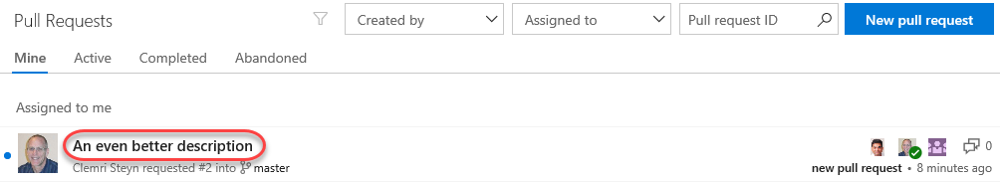 Pull Requests Created by Assigned to Pull request ID New pull request
Mine Active Completed Abandoned
Assigned to me
An even better description 0
Clemri Steyn requested #2 into master new pull request • 8 minutes ago